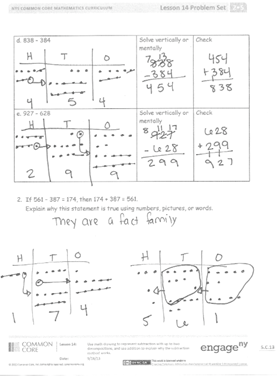 NYS COMMON CORE MATHEMATICS CURRICULUM
Lesson 14 Problem Set 2•5
d. 838 – 384
Solve vertically or mentally
Check
H T O
7 13
838
-384
454
454
+384
838
4 5 4
e. 927 – 628
Solve vertically or mentally
Check
H T O
8 11 17
927
-628
299
628
+299
927
2 9 9
2. If 561 - 387 = 174, then 174 + 387 = 561.
Explain why this statement is true using numbers, pictures, or words.
They are a fact family
H T O
1 7 4
H T O
5 6 1
COMMON CORE
engageny